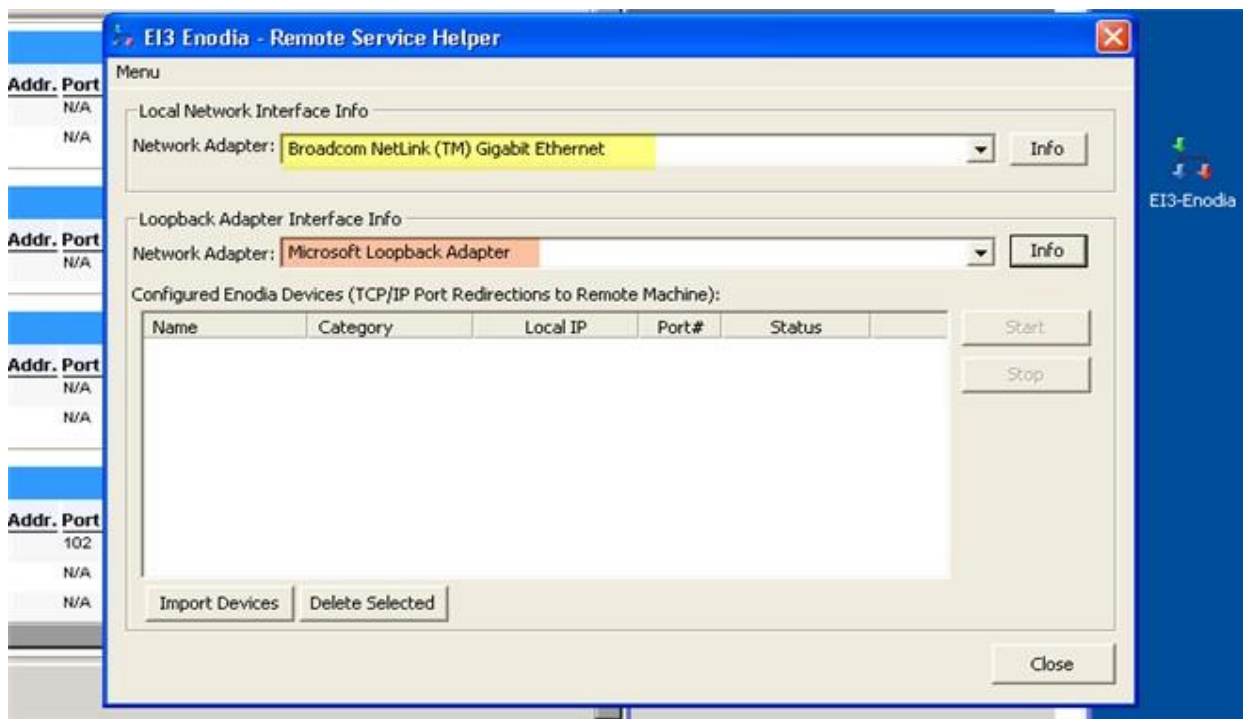 EI3 Enodia - Remote Service Helper
Menu
Local Network Interface Info
Network Adapter: Broadcom NetLink (TM) Gigabit Ethernet Info
Loopback Adapter Interface Info
Network Adapter: Microsoft Loopback Adapter Info
Configured Enodia Devices (TCP/IP Port Redirections to Remote Machine):
Name Category Local IP Port# Status
Start
Stop
Import Devices Delete Selected
Close
Addr. Port
N/A
N/A
Addr. Port
N/A
Addr. Port
N/A
N/A
Addr. Port
102
N/A
N/A
EI3-Enodia